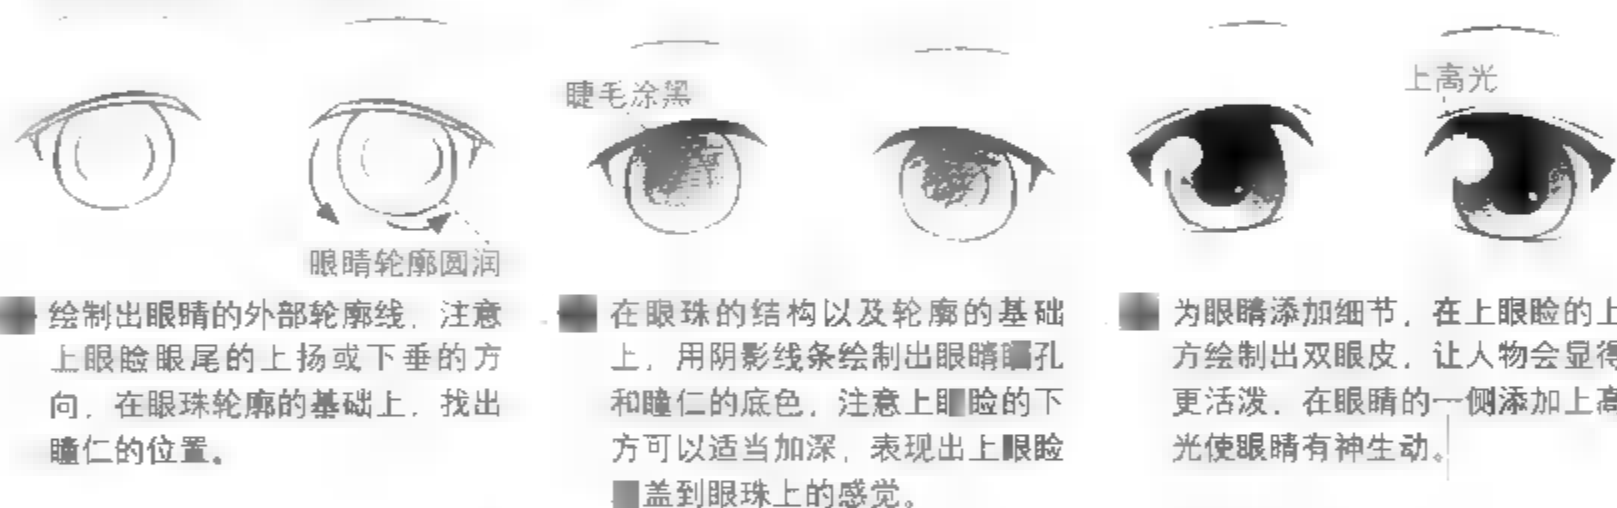 睫毛涂黑
上高光
眼睛轮廓圆润
绘制出眼睛的外部轮廓线，注意
上眼睑眼尾的上扬或下垂的方
向，在眼珠轮廓的基础上，找出
瞳仁的位置。
在眼珠的结构以及轮廓的基础
上，用阴影线条绘制出眼睛孔
和瞳仁的底色，注意上睑的下
方可以适当加深，表现出上眼睑
盖到眼珠上的感觉。
为眼睛添加细节，在上眼睑的上
方绘制出双眼皮，让人物会显得
更活泼，在眼睛的一侧添加上高
光使眼睛有神生动。